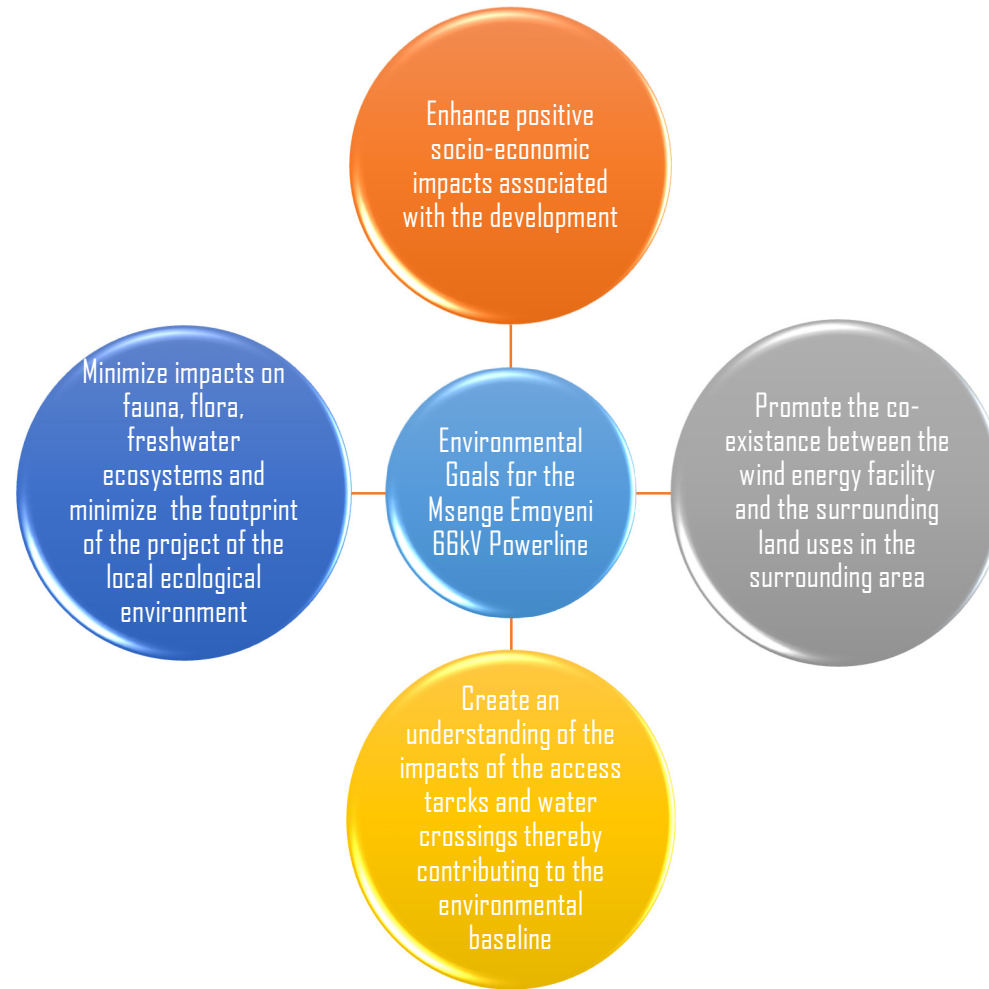 Enhance positive
socio-economic
impacts associated
with the development
Minimize impacts on
fauna, flora,
freshwater
ecosystems and
minimize  the footprint
of the project of the
local ecological
environment
Environmental
Goals for the
Msenge Emoyeni
66kV Powerline
Promote the co-
existance between the
wind energy facility
and the surrounding
land uses in the
surrounding area
Create an
understanding of the
impacts of the access
tarcks and water
crossings thereby
contributing to the
environmental
baseline